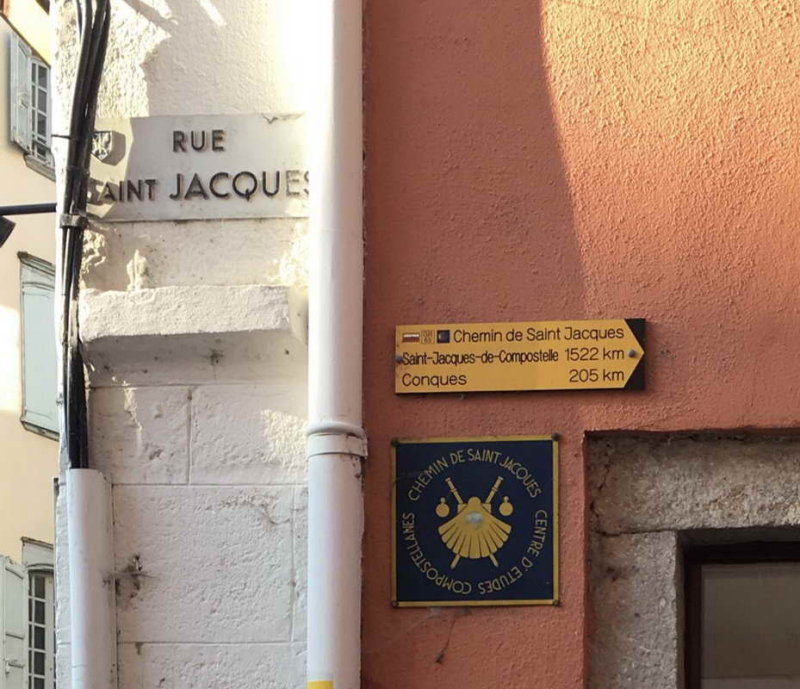 RUE
SAINT JACQUES
Chemin de Saint Jacques
Saint-Jacques-de-Compostelle 1522 km
Conques 205 km
CHEMIN DE SAINT JACQUES
CENTRE D'ETUDES COMPOSTELLANES